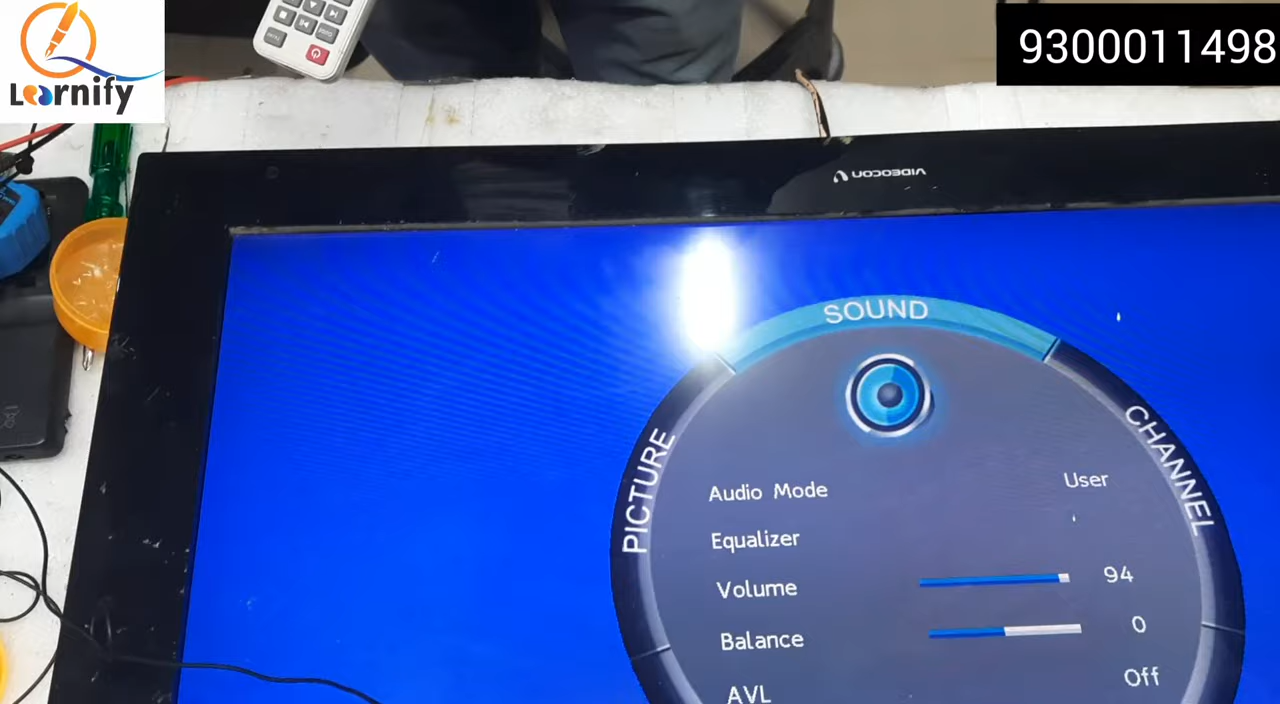 Learnify
9300011498
VIDEOCON
SOUND
PICTURE
CHANNEL
Audio Mode User
Equalizer
Volume 94
Balance 0
AVL Off